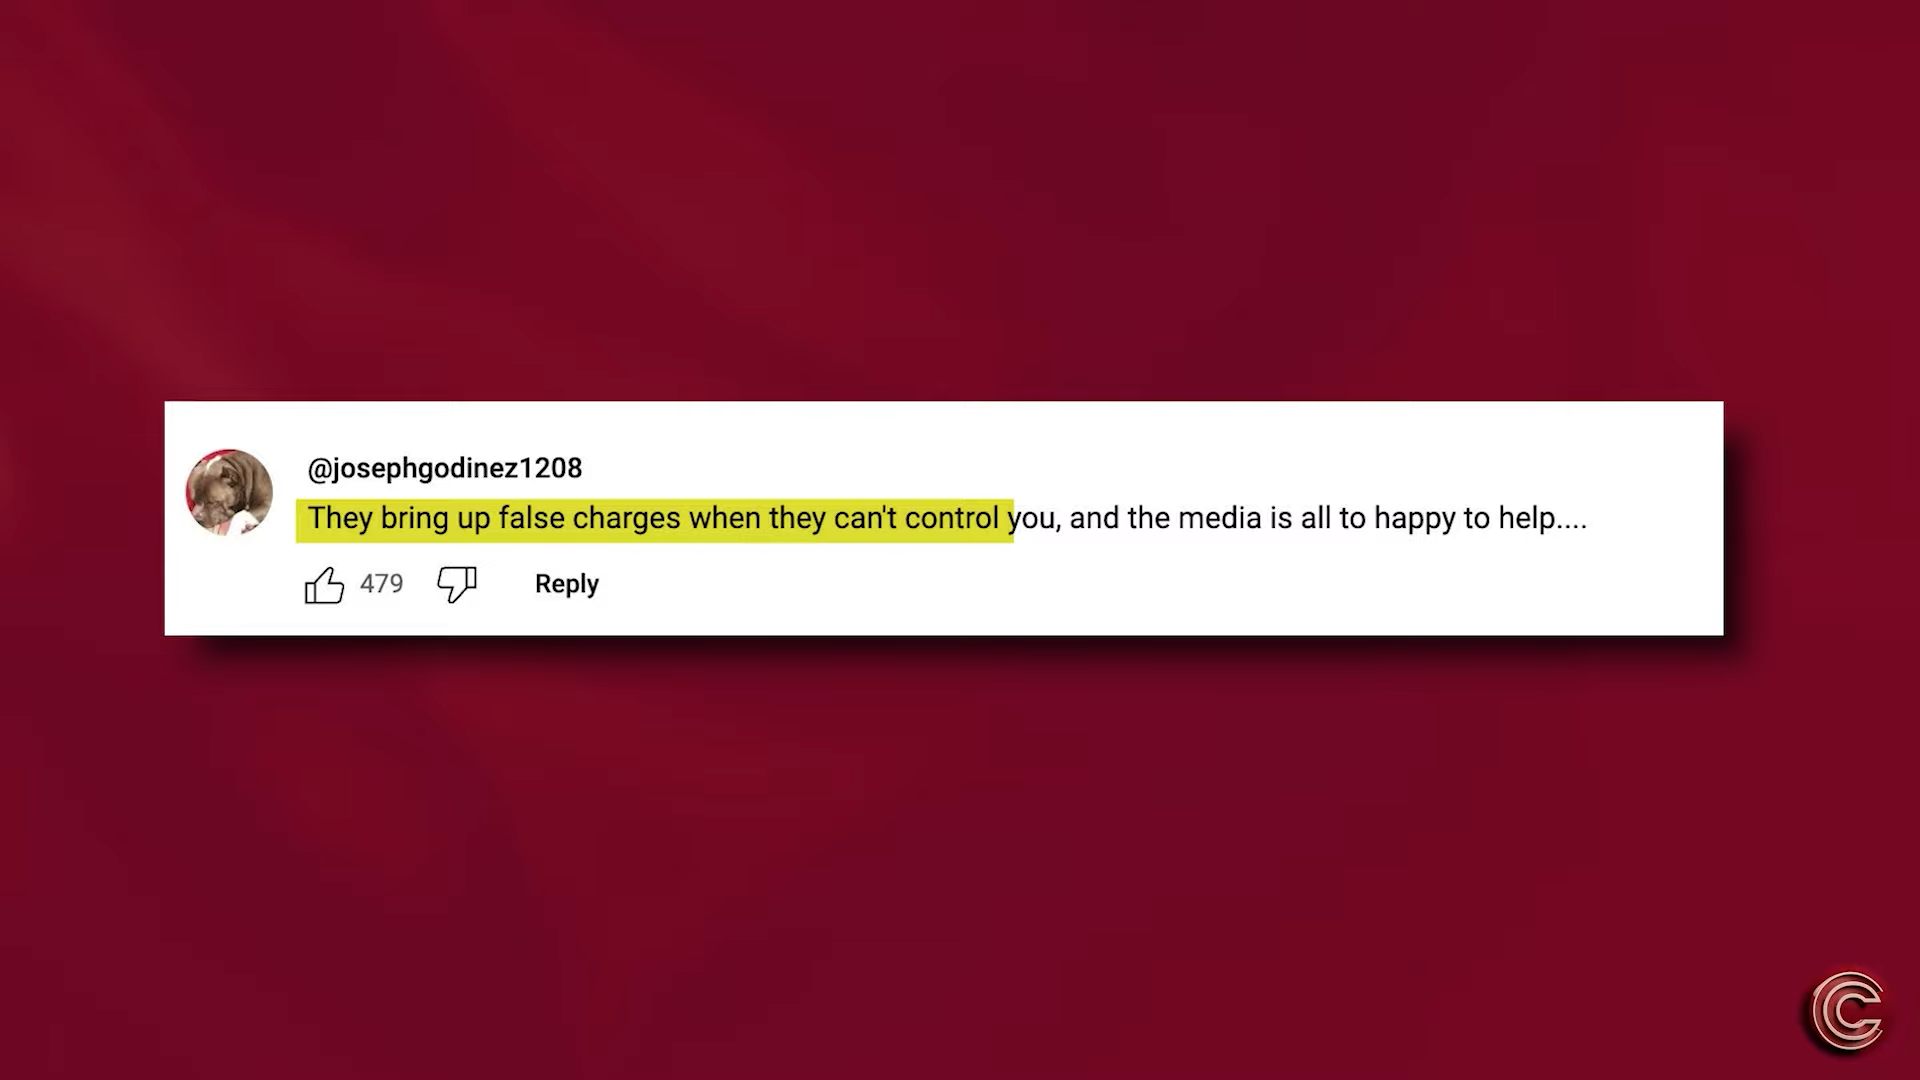 @josephgodinez1208
They bring up false charges when they can't control you, and the media is all to happy to help....
479
Reply